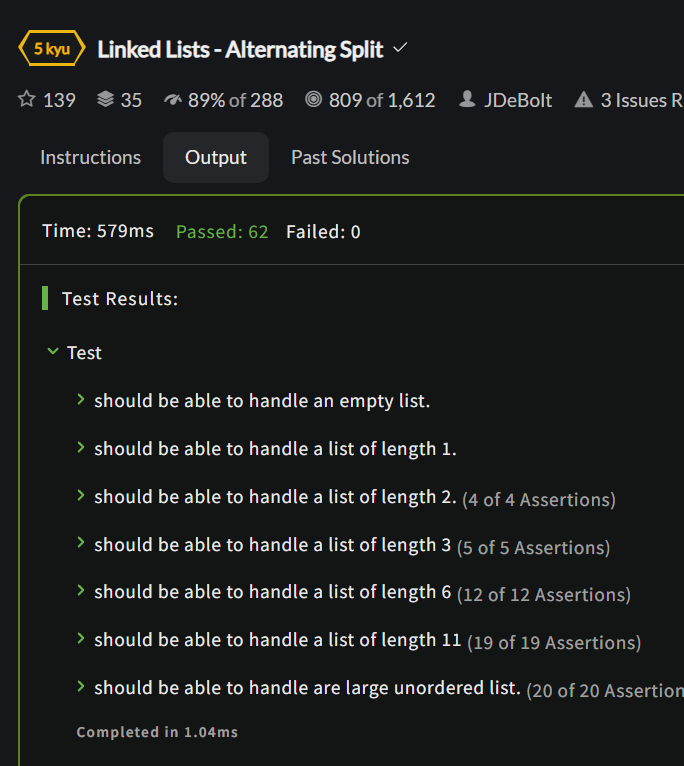 5 kyu Linked Lists - Alternating Split
139 35 89% of 288 809 of 1,612 JDeBolt 3 Issues R
Instructions Output Past Solutions
Time: 579ms Passed: 62 Failed: 0
Test Results:
Test
should be able to handle an empty list.
should be able to handle a list of length 1.
should be able to handle a list of length 2. (4 of 4 Assertions)
should be able to handle a list of length 3 (5 of 5 Assertions)
should be able to handle a list of length 6 (12 of 12 Assertions)
should be able to handle a list of length 11 (19 of 19 Assertions)
should be able to handle are large unordered list. (20 of 20 Assertion
Completed in 1.04ms